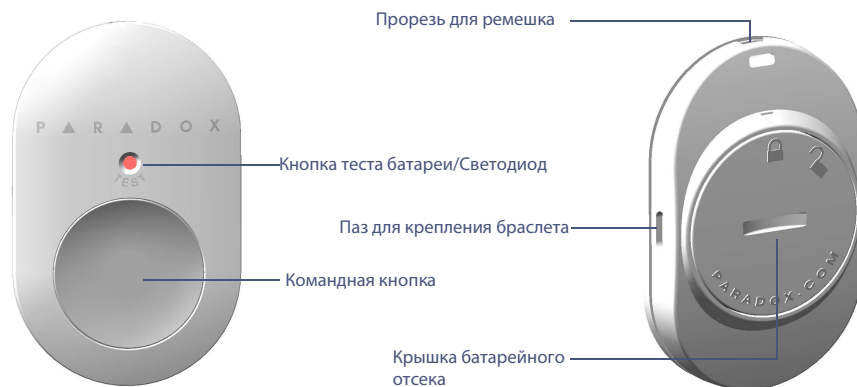 Прорезь для ремешка
PARADOX
TEST
Кнопка теста батареи/Светодиод
Паз для крепления браслета
Командная кнопка
PARADOX.COM
Крышка батарейного
отсека